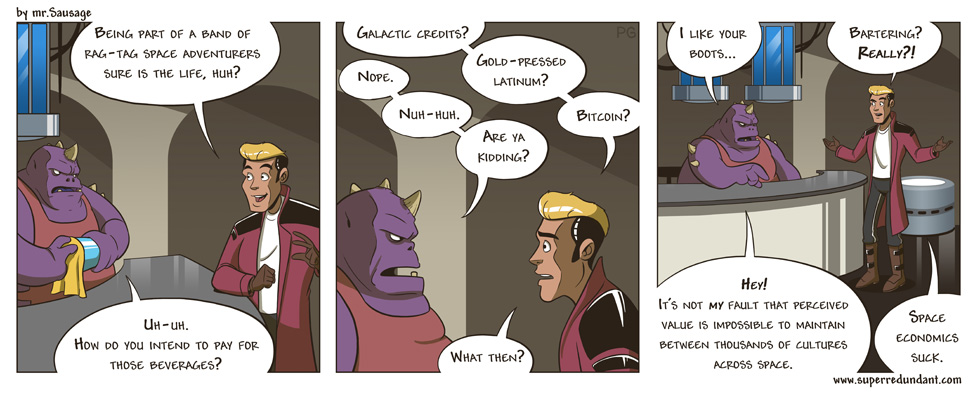 by mr.Sausage
Being part of a band of
rag-tag space adventurers
sure is the life, huh?
Uh-uh.
How do you intend to pay for
those beverages?
PG
Galactic credits?
Nope.
Gold-pressed
latinum?
Nuh-huh.
Bitcoin?
Are ya
kidding?
What then?
I like your
boots...
Bartering?
Really?!
Hey!
It's not my fault that perceived
value is impossible to maintain
between thousands of cultures
across space.
Space
economics
suck.
www.superredundant.com